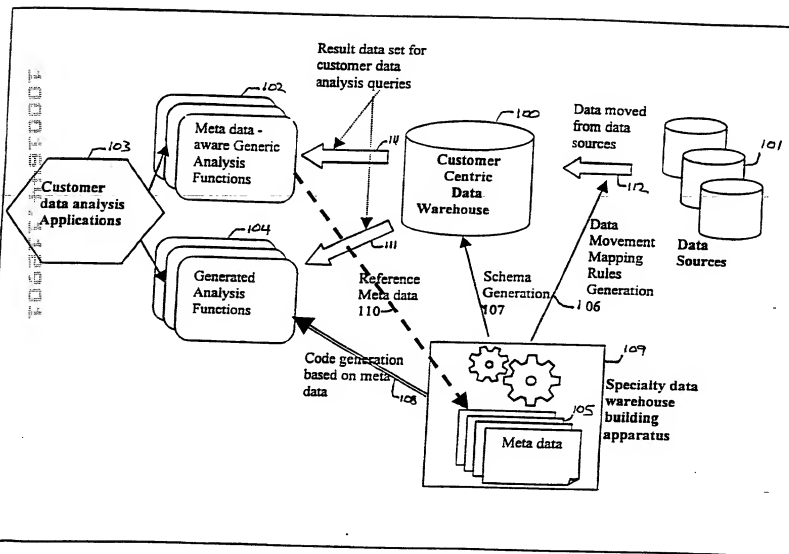 Result data set for
customer data
analysis queries
102
Meta data -
aware Generic
Analysis
Functions
103
Customer
data analysis
Applications
104
Generated
Analysis
Functions
14
111
100
Customer
Centric
Data
Warehouse
Data moved
from data
sources
112
101
Data
Sources
Data
Movement
Mapping
Rules
Generation
106
Schema
Generation
107
Reference
Meta data
110
Code generation
based on meta
data
108
109
Specialty data
warehouse
building
apparatus
105
Meta data